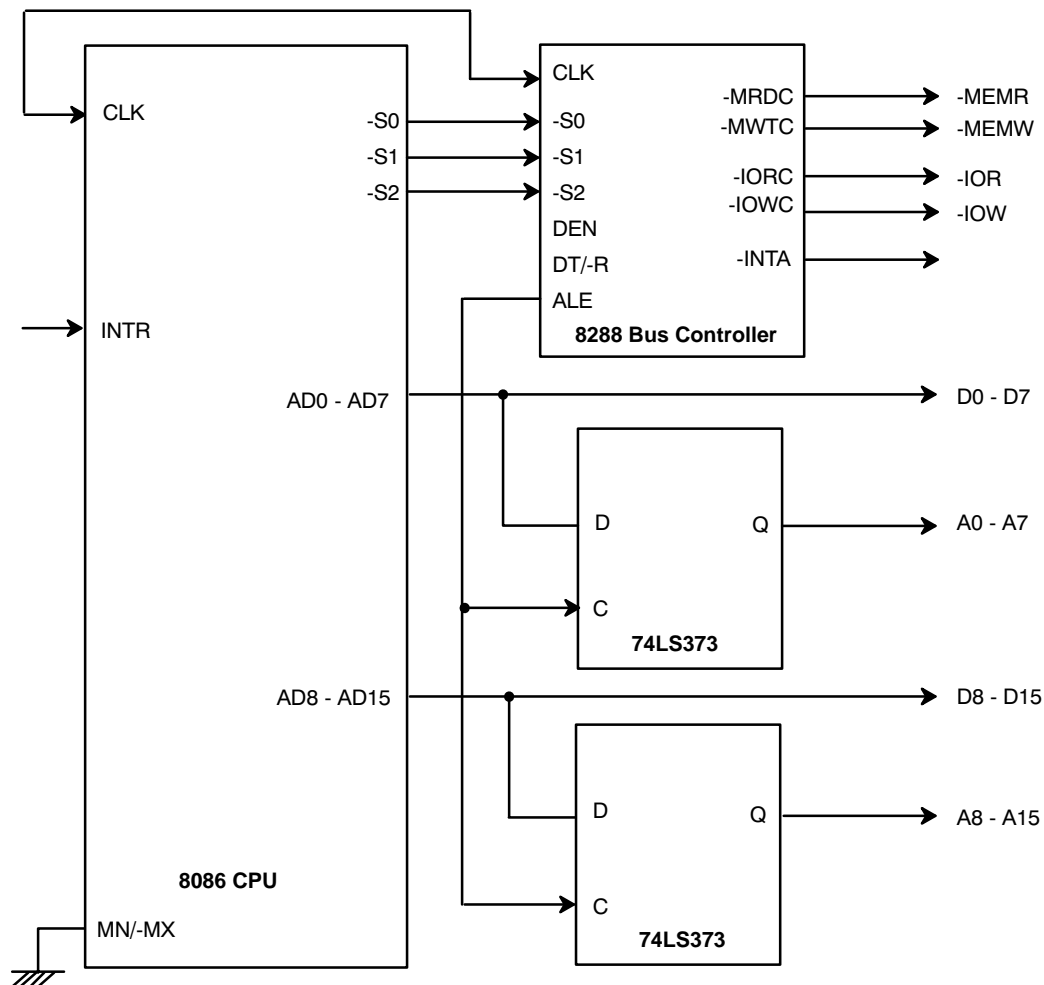 CLK
-S0
-S1
-S2
INTR
AD0 - AD7
AD8 - AD15
8086 CPU
MN/-MX
CLK
-S0
-S1
-S2
DEN
DT/-R
ALE
-MRDC
-MWTC
-IORC
-IOWC
-INTA
8288 Bus Controller
-MEMR
-MEMW
-IOR
-IOW
D0 - D7
D
Q
C
74LS373
A0 - A7
D8 - D15
D
Q
C
74LS373
A8 - A15